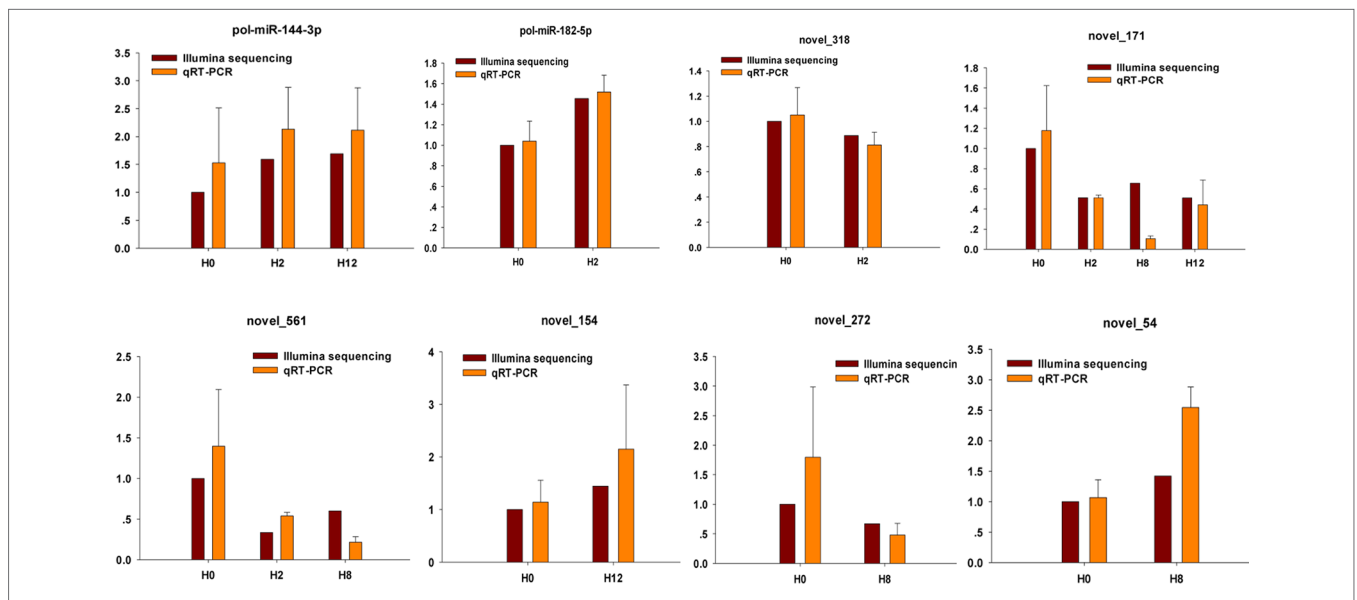 pol-miR-144-3p
3.5
3.0
2.5
2.0
1.5
1.0
.5
0.0
Illumina sequencing
qRT-PCR
H0 H2 H12
pol-miR-182-5p
1.8
1.6
1.4
1.2
1.0
.8
.6
.4
.2
0.0
Illumina sequencing
qRT-PCR
H0 H2
novel_318
1.4
1.2
1.0
.8
.6
.4
.2
0.0
Illumina sequencing
qRT-PCR
H0 H2
novel_171
1.8
1.6
1.4
1.2
1.0
.8
.6
.4
.2
0.0
Illumina sequencing
qRT-PCR
H0 H2 H8 H12
novel_561
2.5
2.0
1.5
1.0
.5
0.0
Illumina sequencing
qRT-PCR
H0 H2 H8
novel_154
4
3
2
1
0
Illumina sequencing
qRT-PCR
H0 H12
novel_272
3.5
3.0
2.5
2.0
1.5
1.0
.5
0.0
Illumina sequencin
qRT-PCR
H0 H8
novel_54
3.5
3.0
2.5
2.0
1.5
1.0
.5
0.0
Illumina sequencing
qRT-PCR
H0 H8